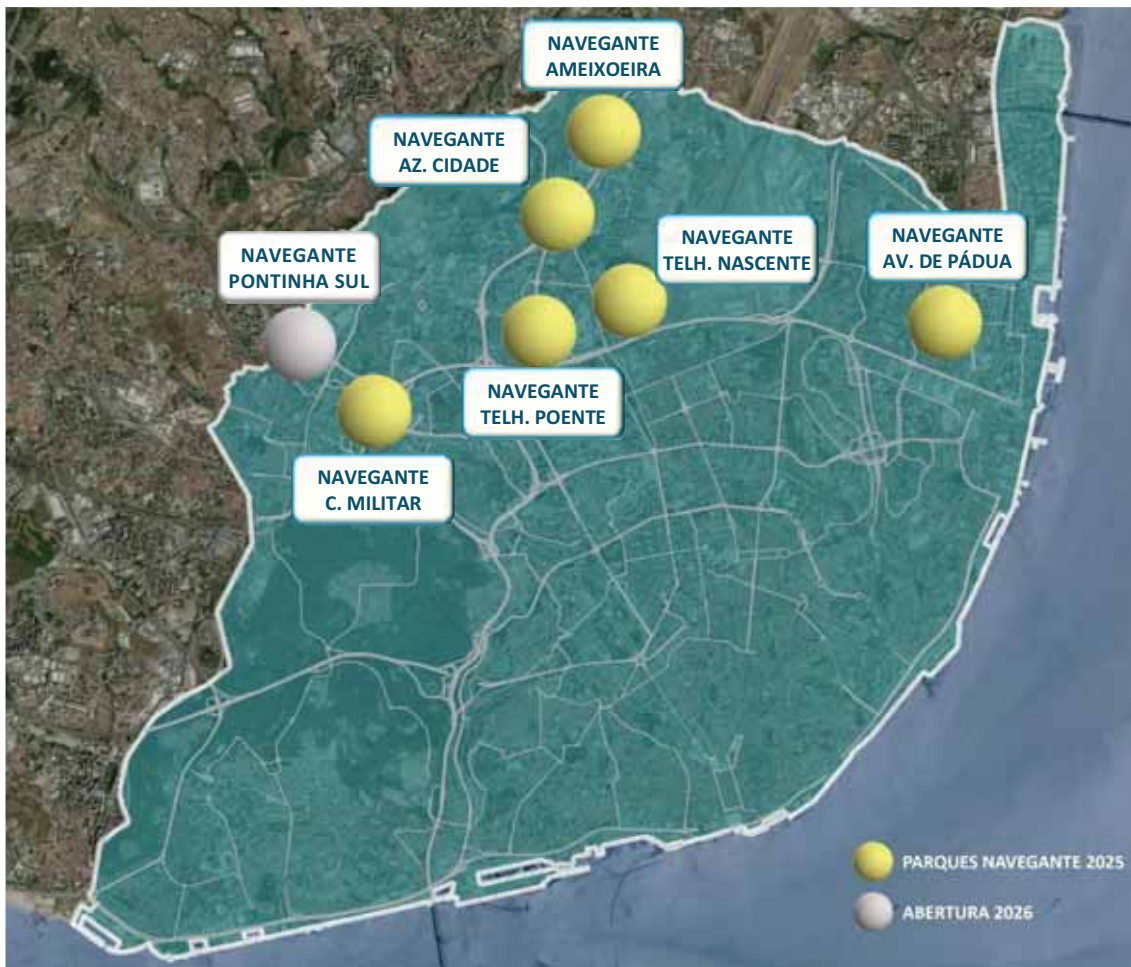 NAVEGANTE
AMEIXOEIRA
NAVEGANTE
AZ. CIDADE
NAVEGANTE
TELH. NASCENTE
NAVEGANTE
AV. DE PÁDUA
NAVEGANTE
PONTINHA SUL
NAVEGANTE
TELH. POENTE
NAVEGANTE
C. MILITAR
PARQUES NAVEGANTE 2025
ABERTURA 2026